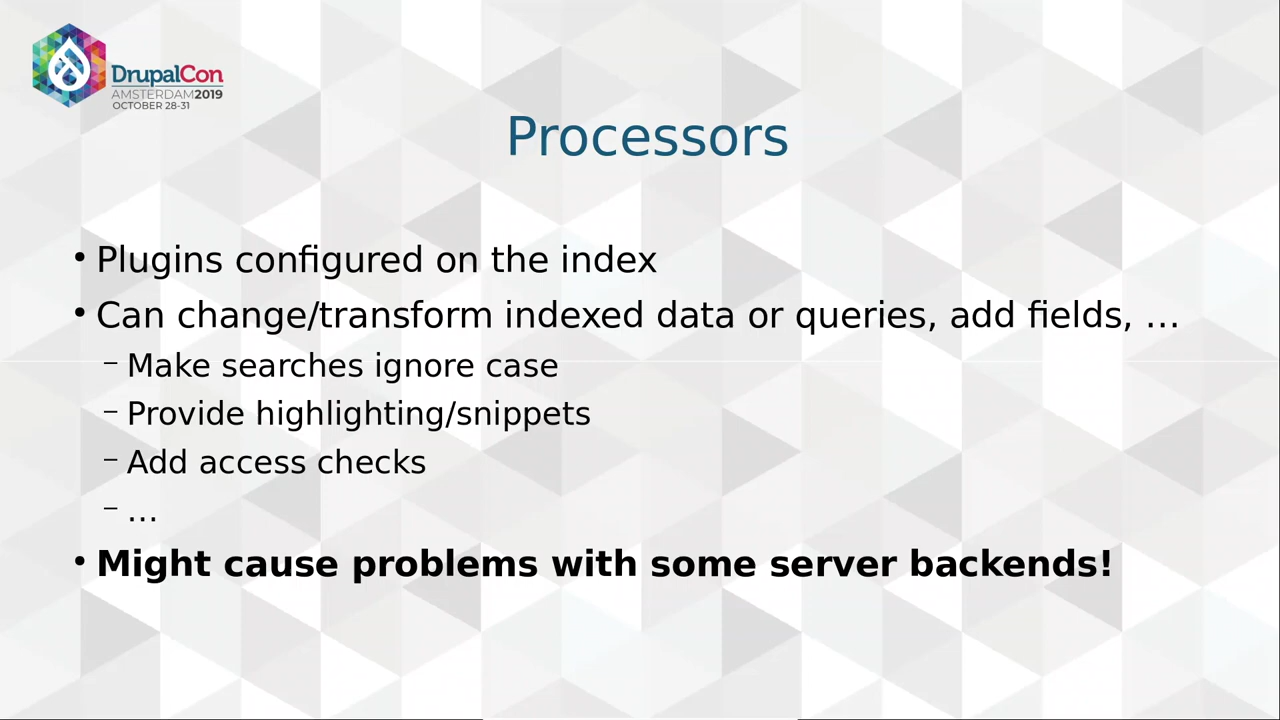 DrupalCon
AMSTERDAM2019
OCTOBER 28-31
Processors
• Plugins configured on the index
• Can change/transform indexed data or queries, add fields, …
– Make searches ignore case
– Provide highlighting/snippets
– Add access checks
– …
• Might cause problems with some server backends!